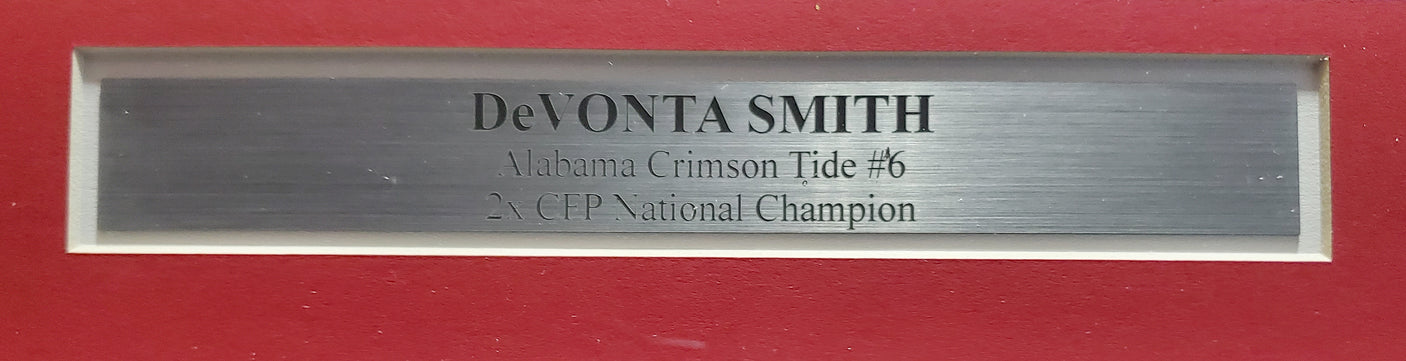 DeVONTA SMITH
Alabama Crimson Tide #6
2x CFP National Champion